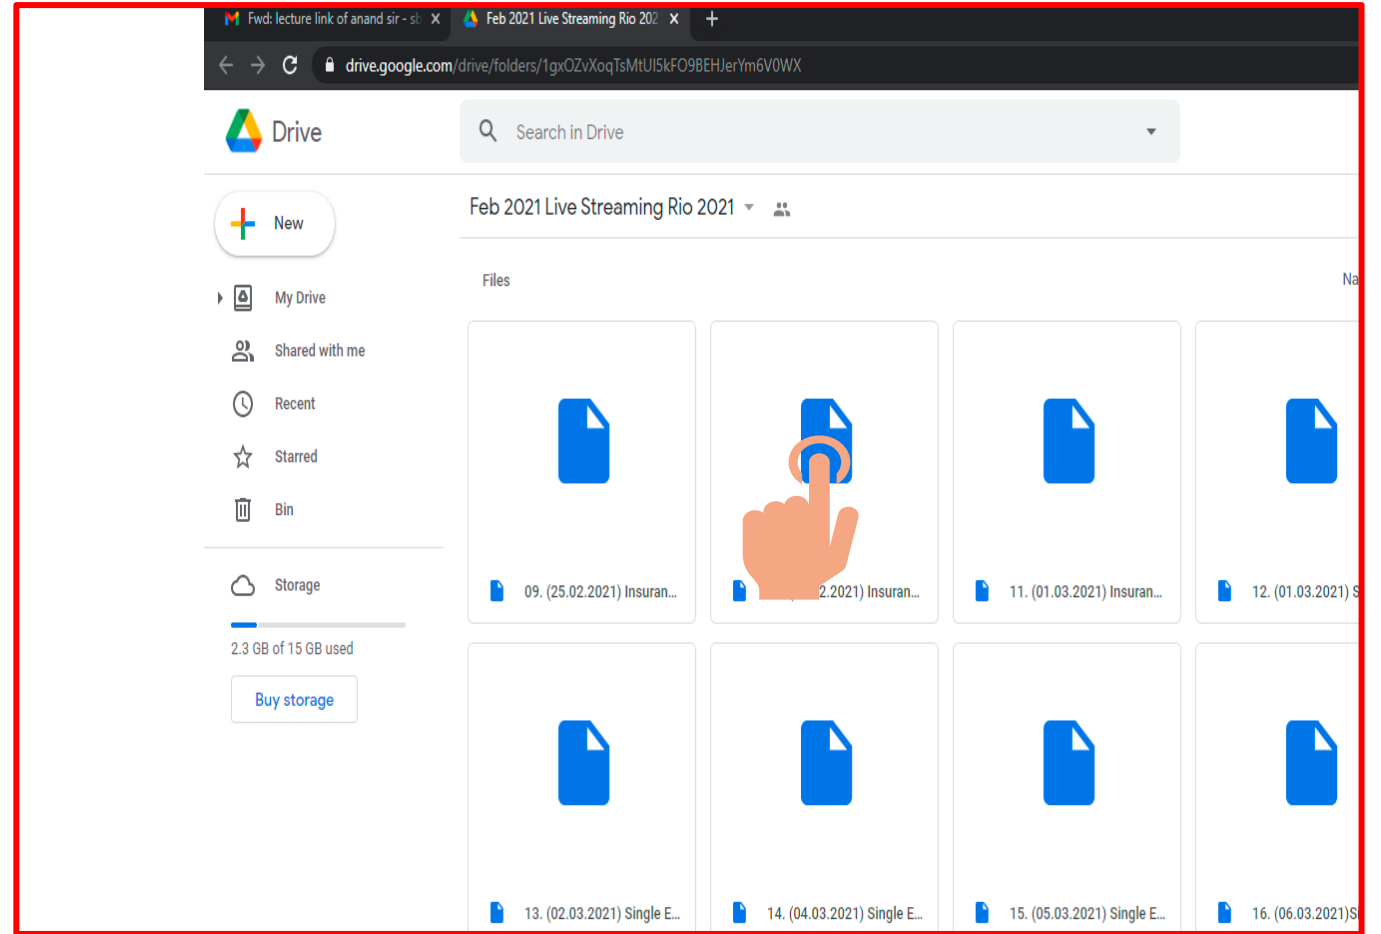 Fwd: lecture link of anand sir - sb
Feb 2021 Live Streaming Rio 202
drive.google.com/drive/folders/1gxOZvXoqTsMtUI5kFO9BEHJerYm6V0WX
Drive
Search in Drive
New
Feb 2021 Live Streaming Rio 2021
Files
Na
My Drive
Shared with me
Recent
Starred
Bin
Storage
2.3 GB of 15 GB used
Buy storage
09. (25.02.2021) Insuran...
2.2021) Insuran...
11. (01.03.2021) Insuran...
12. (01.03.2021) S
13. (02.03.2021) Single E...
14. (04.03.2021) Single E...
15. (05.03.2021) Single E...
16. (06.03.2021)Si